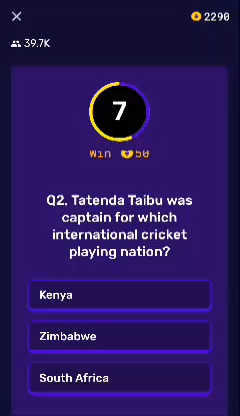 2290
39.7K
7
Win 50
Q2. Tatenda Taibu was
captain for which
international cricket
playing nation?
Kenya
Zimbabwe
South Africa